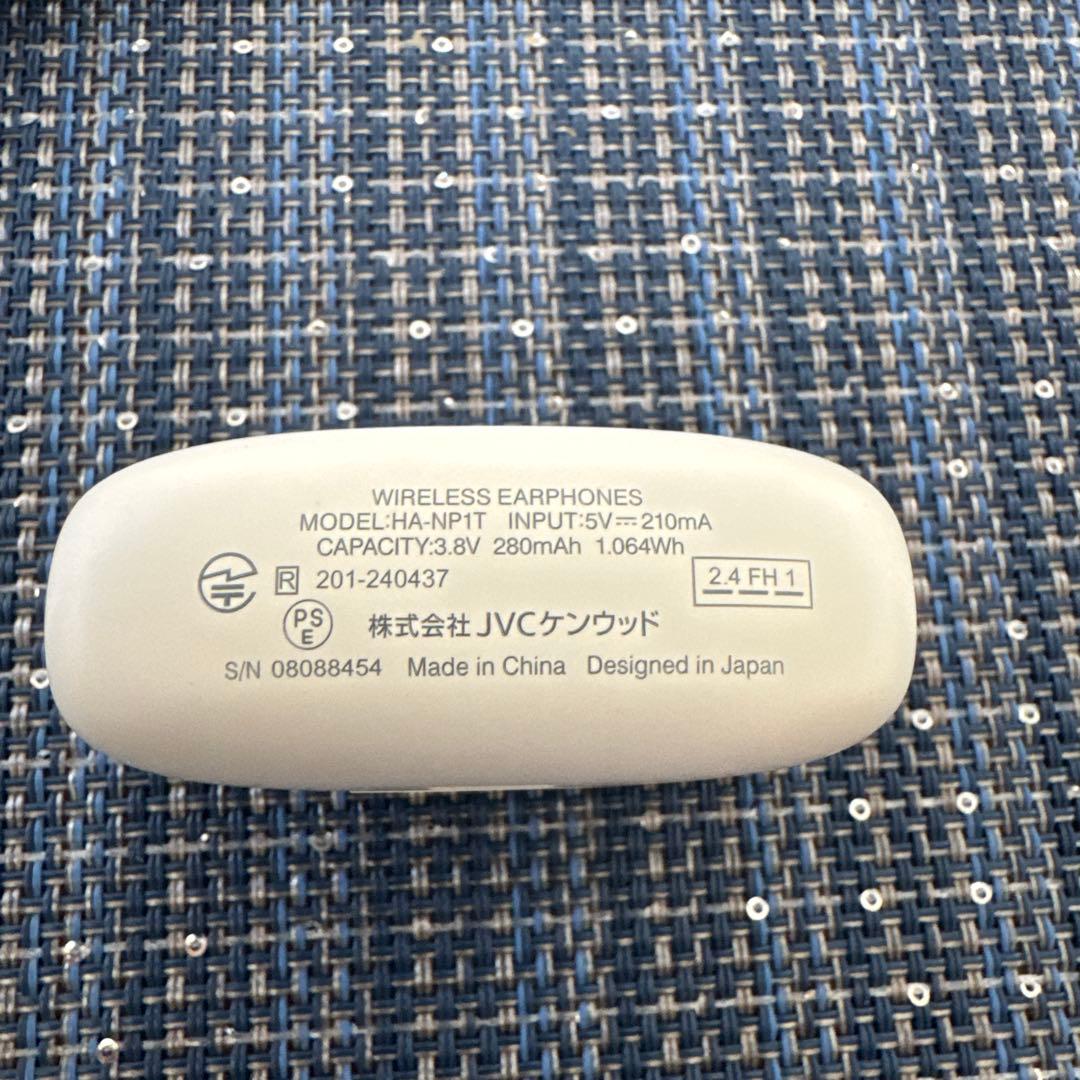 WIRELESS EARPHONES
MODEL:HA-NP1T INPUT:5V⎓210mA
CAPACITY:3.8V 280mAh 1.064Wh
R 201-240437
2.4 FH 1
PS E 株式会社JVCケンウッド
S/N 08088454 Made in China Designed in Japan